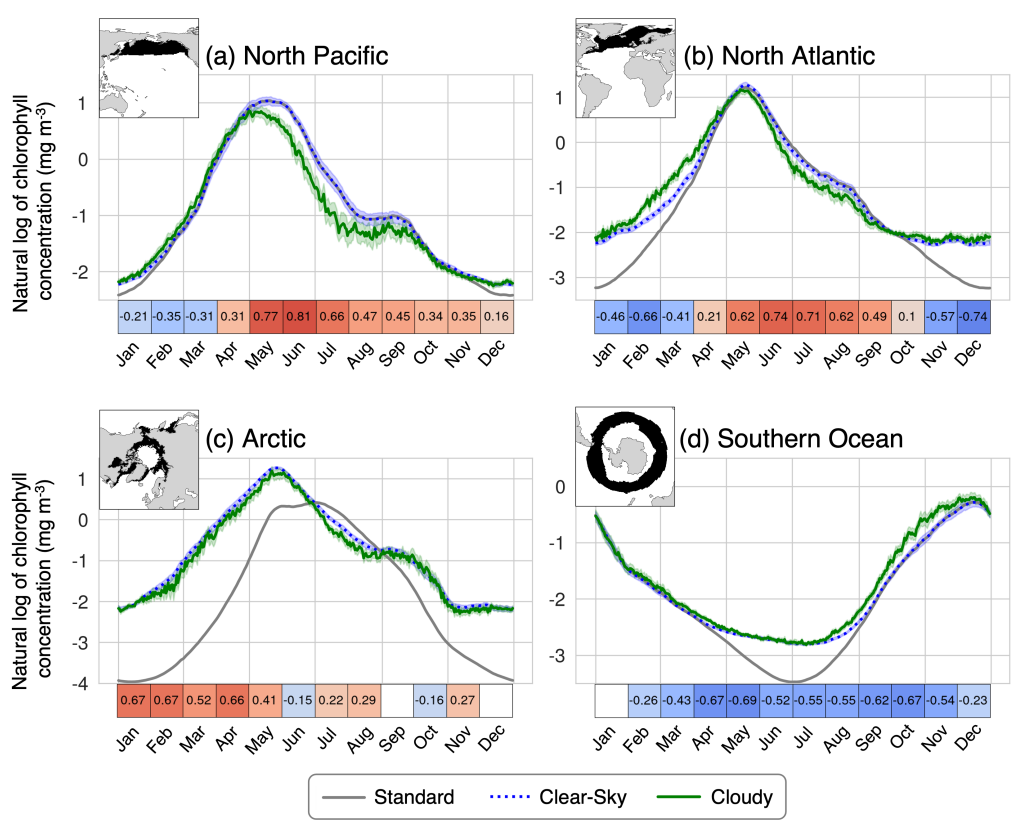 (a) North Pacific
(b) North Atlantic
Natural log of chlorophyll
concentration (mg m-3)
1
0
-1
-2
1
0
-1
-2
-3
-0.21 -0.35 -0.31 0.31 0.77 0.81 0.66 0.47 0.45 0.34 0.35 0.16
-0.46 -0.66 -0.41 0.21 0.62 0.74 0.71 0.62 0.49 0.1 -0.57 -0.74
Jan Feb Mar Apr May Jun Jul Aug Sep Oct Nov Dec
Jan Feb Mar Apr May Jun Jul Aug Sep Oct Nov Dec
(c) Arctic
(d) Southern Ocean
Natural log of chlorophyll
concentration (mg m-3)
1
0
-1
-2
-3
-4
0
-1
-2
-3
0.67 0.67 0.52 0.66 0.41 -0.15 0.22 0.29 -0.16 0.27
-0.26 -0.43 -0.67 -0.69 -0.52 -0.55 -0.55 -0.62 -0.67 -0.54 -0.23
Jan Feb Mar Apr May Jun Jul Aug Sep Oct Nov Dec
Jan Feb Mar Apr May Jun Jul Aug Sep Oct Nov Dec
Standard Clear-Sky Cloudy